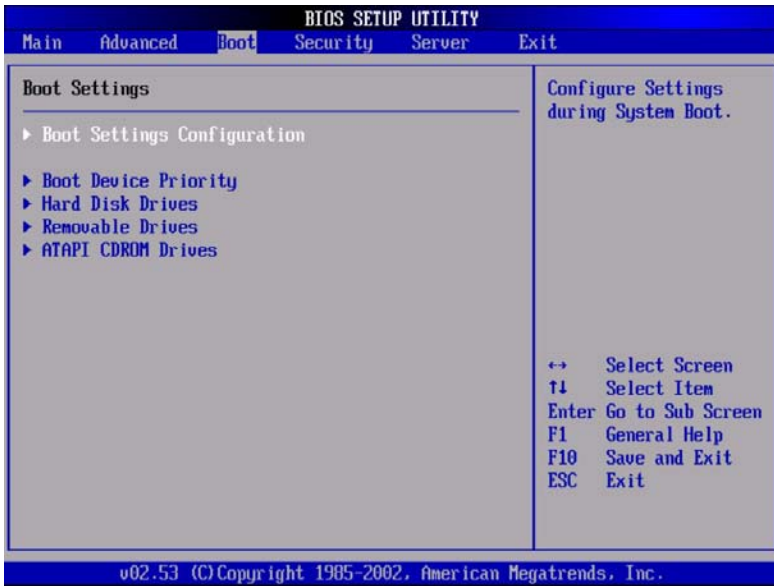 BIOS SETUP UTILITY
Main Advanced Boot Security Server Exit
Boot Settings
▶ Boot Settings Configuration
▶ Boot Device Priority
▶ Hard Disk Drives
▶ Removable Drives
▶ ATAPI CDROM Drives
Configure Settings
during System Boot.
↔ Select Screen
↑↓ Select Item
Enter Go to Sub Screen
F1 General Help
F10 Save and Exit
ESC Exit
v02.53 (C)Copyright 1985-2002, American Megatrends, Inc.